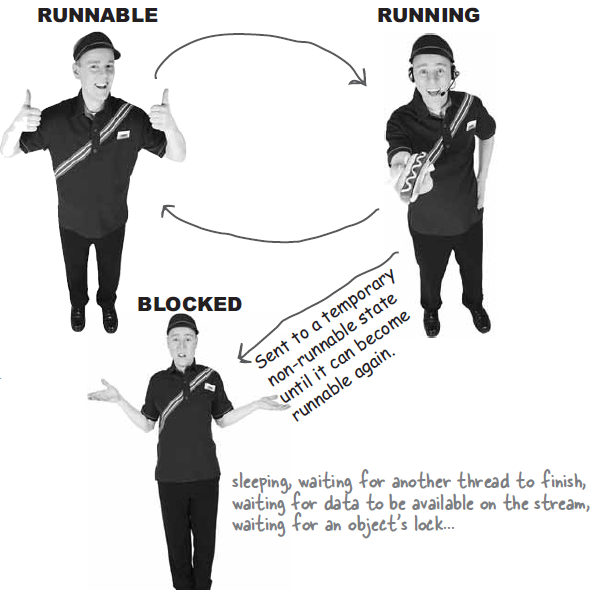 RUNNABLE
RUNNING
BLOCKED
Sent to a temporary
non-runnable state
until it can become
runnable again.
sleeping, waiting for another thread to finish,
waiting for data to be available on the stream,
waiting for an object's lock...